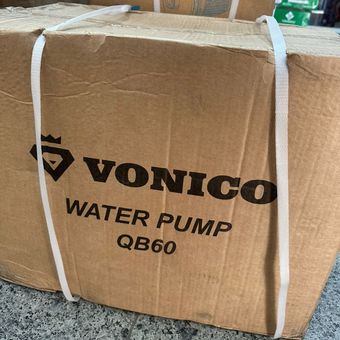 VONICO
WATER PUMP
QB60